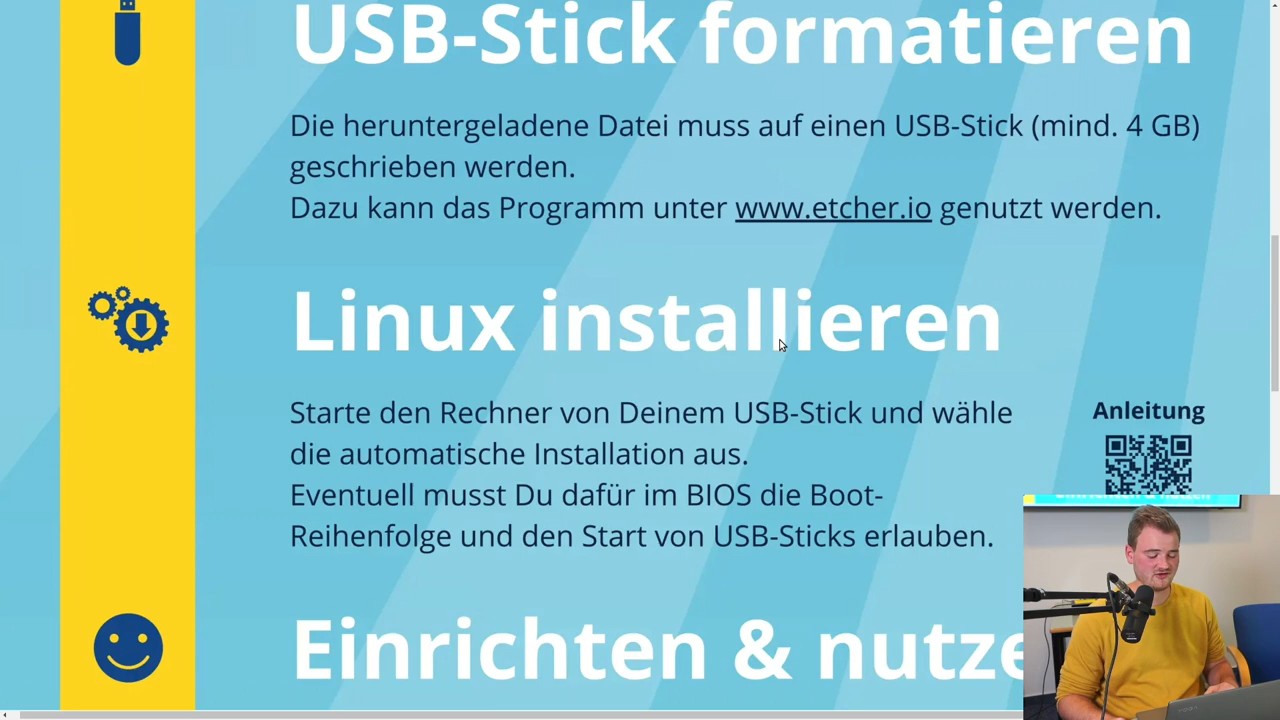 USB-Stick formatieren
Die heruntergeladene Datei muss auf einen USB-Stick (mind. 4 GB)
geschrieben werden.
Dazu kann das Programm unter www.etcher.io genutzt werden.
Linux installieren
Starte den Rechner von Deinem USB-Stick und wähle
die automatische Installation aus.
Eventuell musst Du dafür im BIOS die Boot-
Reihenfolge und den Start von USB-Sticks erlauben.
Anleitung
Einrichten & nutze